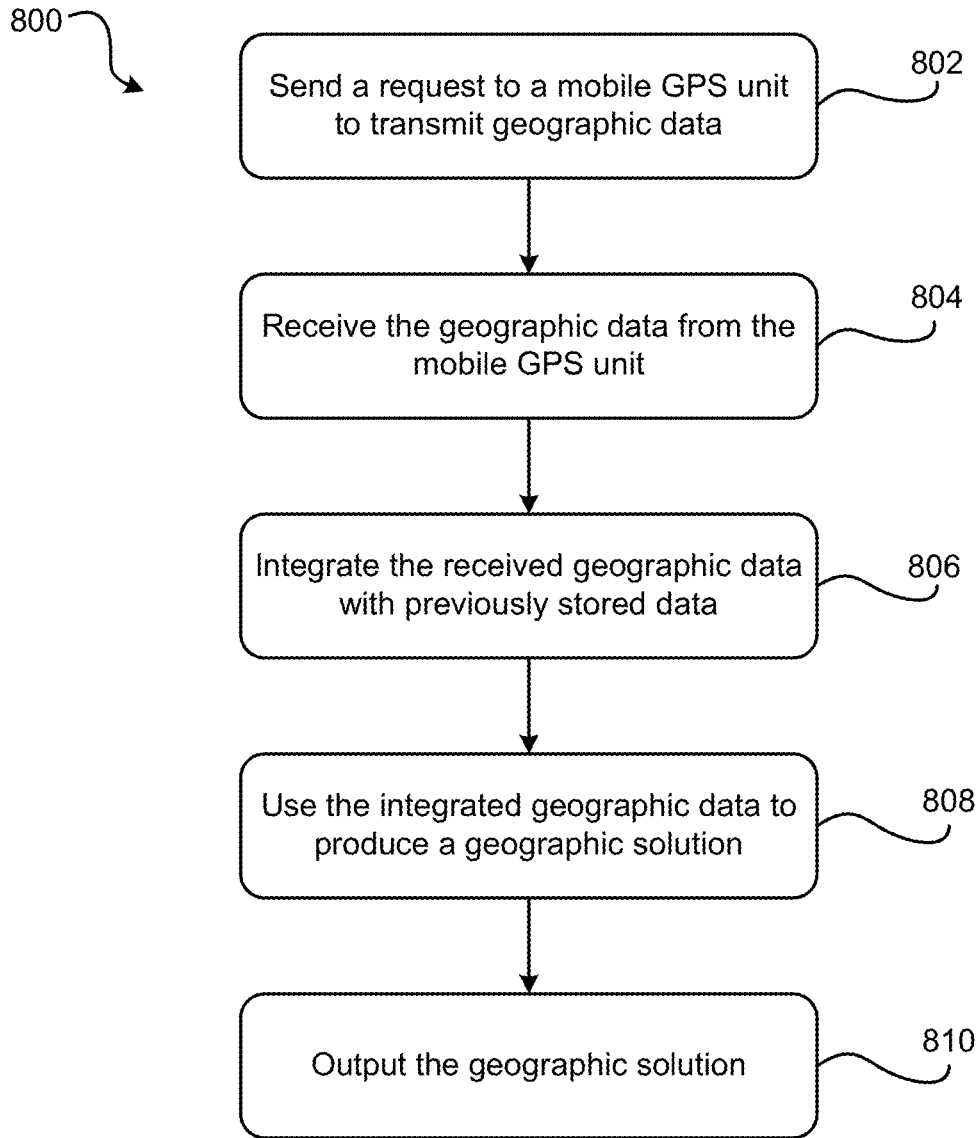 800
Send a request to a mobile GPS unit
to transmit geographic data
802
Receive the geographic data from the
mobile GPS unit
804
Integrate the received geographic data
with previously stored data
806
Use the integrated geographic data to
produce a geographic solution
808
Output the geographic solution
810